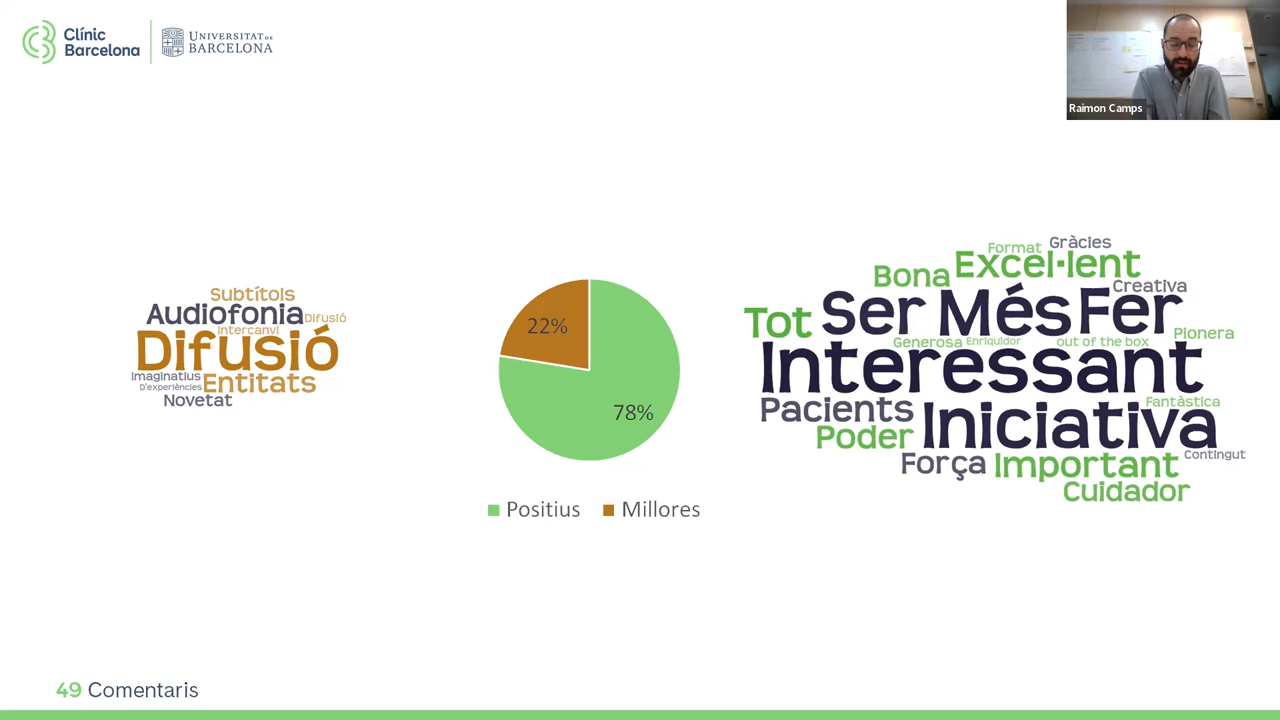 Clínic
Barcelona
UNIVERSITAT DE
BARCELONA
Raimon Camps
Subtítols
Audiofonia
Difusió
Intercanvi
Difusió
Imaginatius
D'experiències
Entitats
Novetat
22%
78%
Positius
Millores
Format
Gràcies
Bona
Excel·lent
Creativa
Tot
Ser
Més
Fer
Pionera
Generosa
Enriquidor
out of the box
Interessant
Pacients
Iniciativa
Fantàstica
Poder
Força
Important
Contingut
Cuidador
49 Comentaris